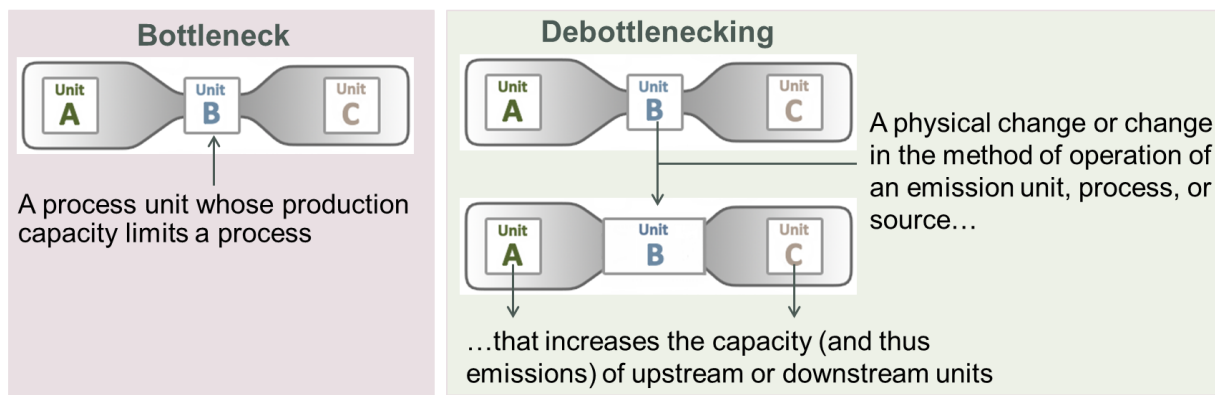 Bottleneck
Unit
A
Unit
B
Unit
C
A process unit whose production
capacity limits a process
Debottlenecking
Unit
A
Unit
B
Unit
C
A physical change or change
in the method of operation of
an emission unit, process, or
source…
Unit
A
Unit
B
Unit
C
…that increases the capacity (and thus
emissions) of upstream or downstream units